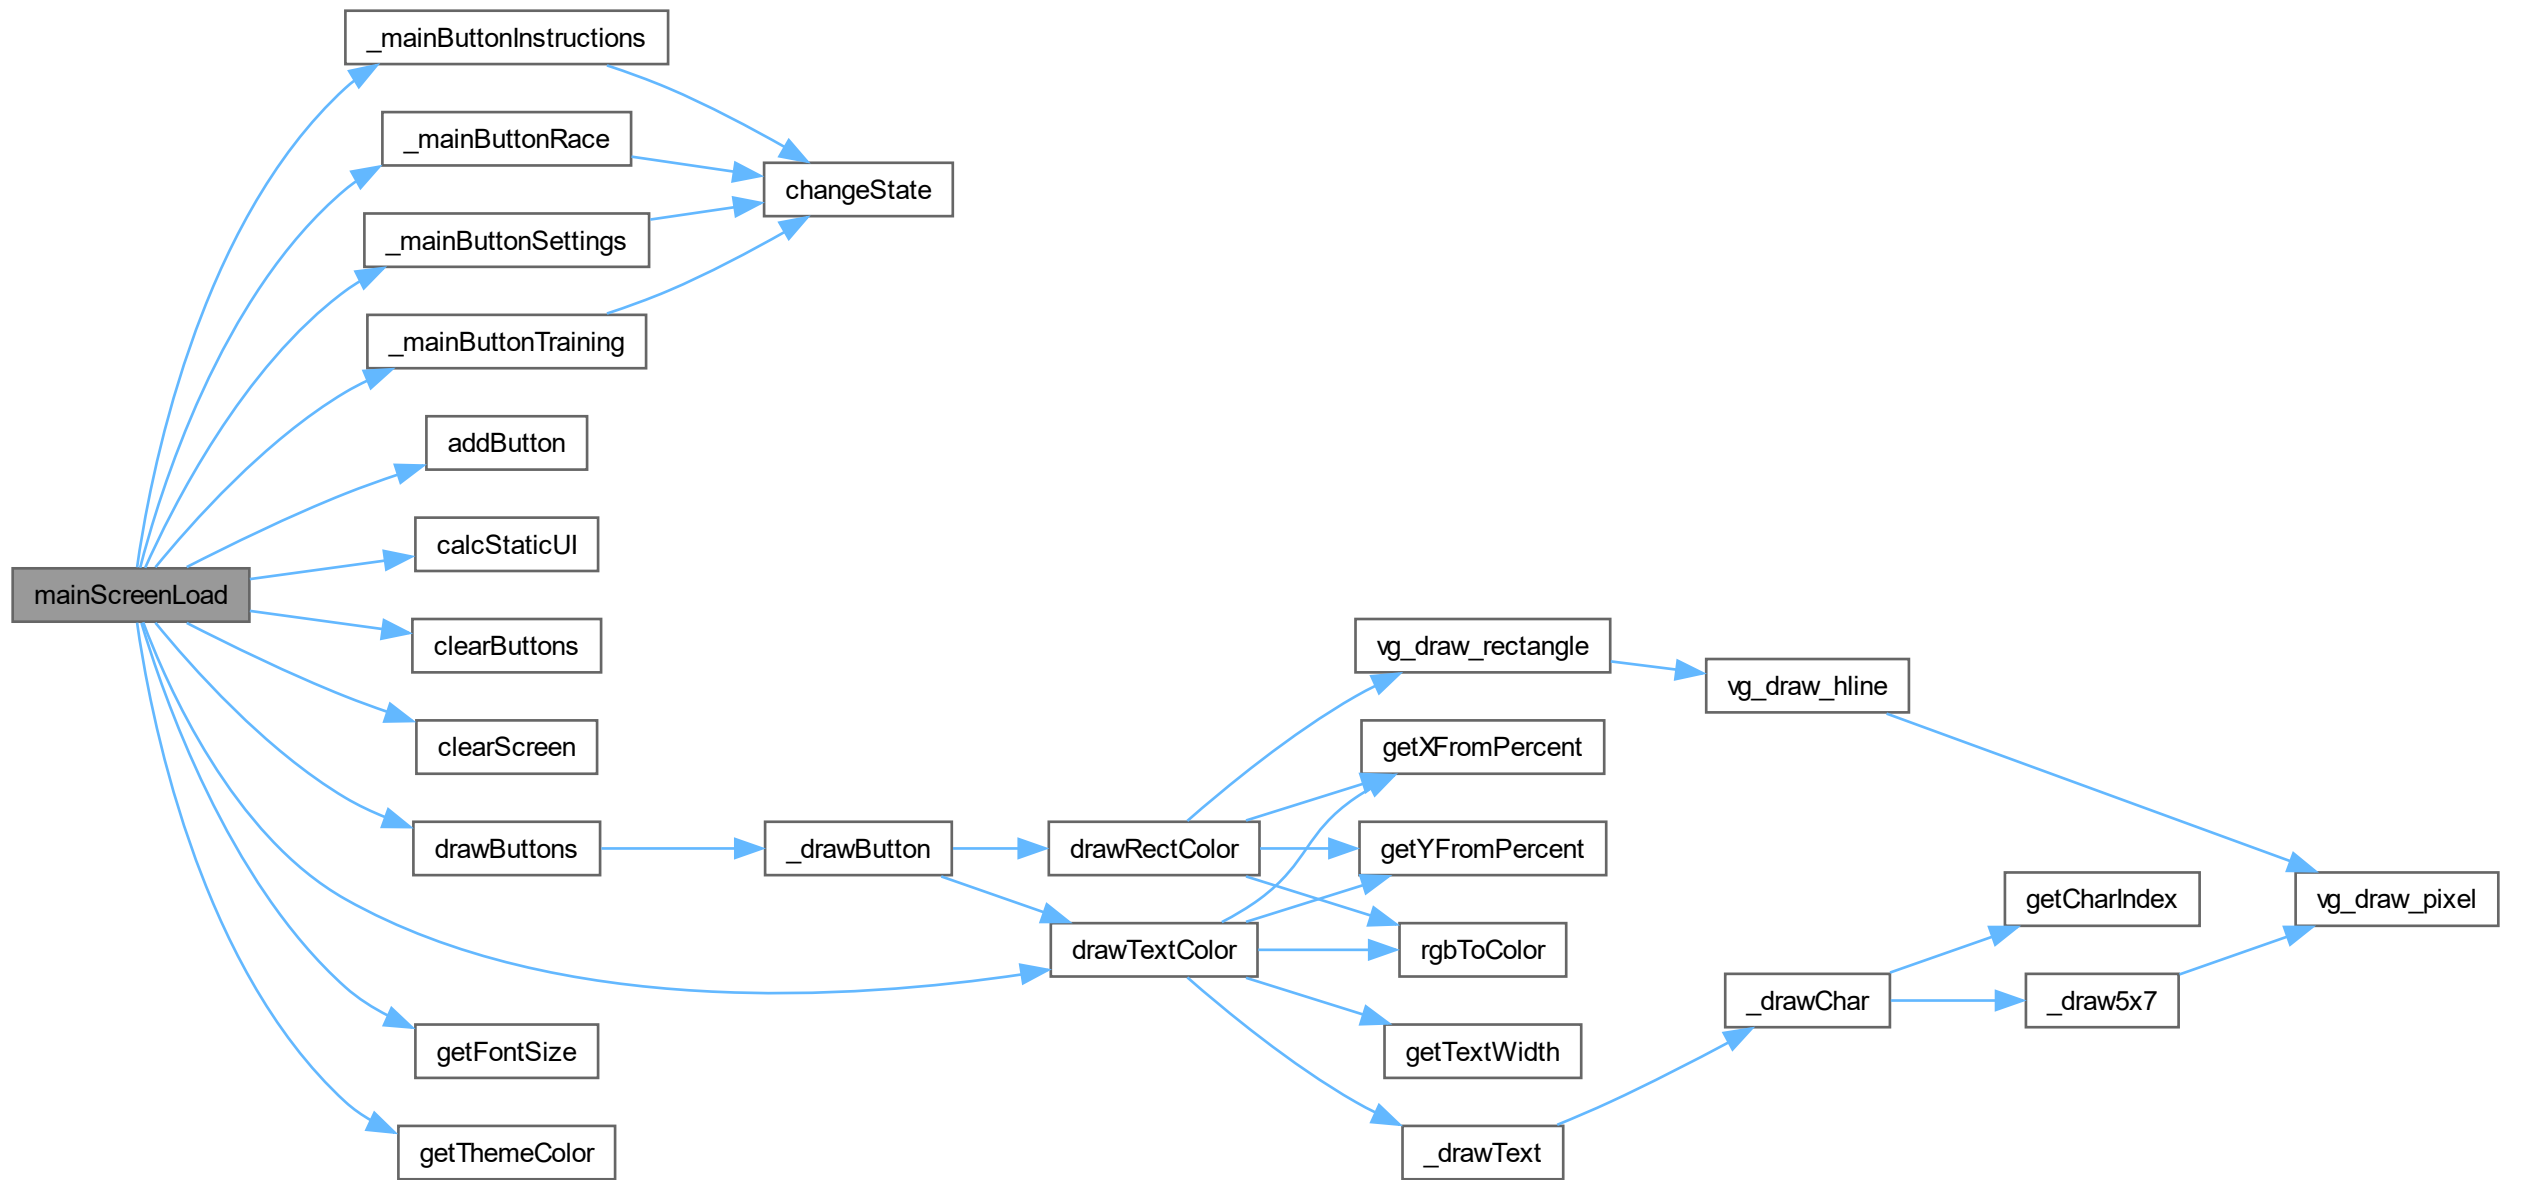 _mainButtonInstructions
_mainButtonRace
changeState
_mainButtonSettings
_mainButtonTraining
addButton
calcStaticUI
mainScreenLoad
clearButtons
vg_draw_rectangle
vg_draw_hline
clearScreen
getXFromPercent
drawButtons
_drawButton
drawRectColor
getYFromPercent
getCharIndex
vg_draw_pixel
drawTextColor
rgbToColor
_drawChar
_draw5x7
getFontSize
getTextWidth
getThemeColor
_drawText